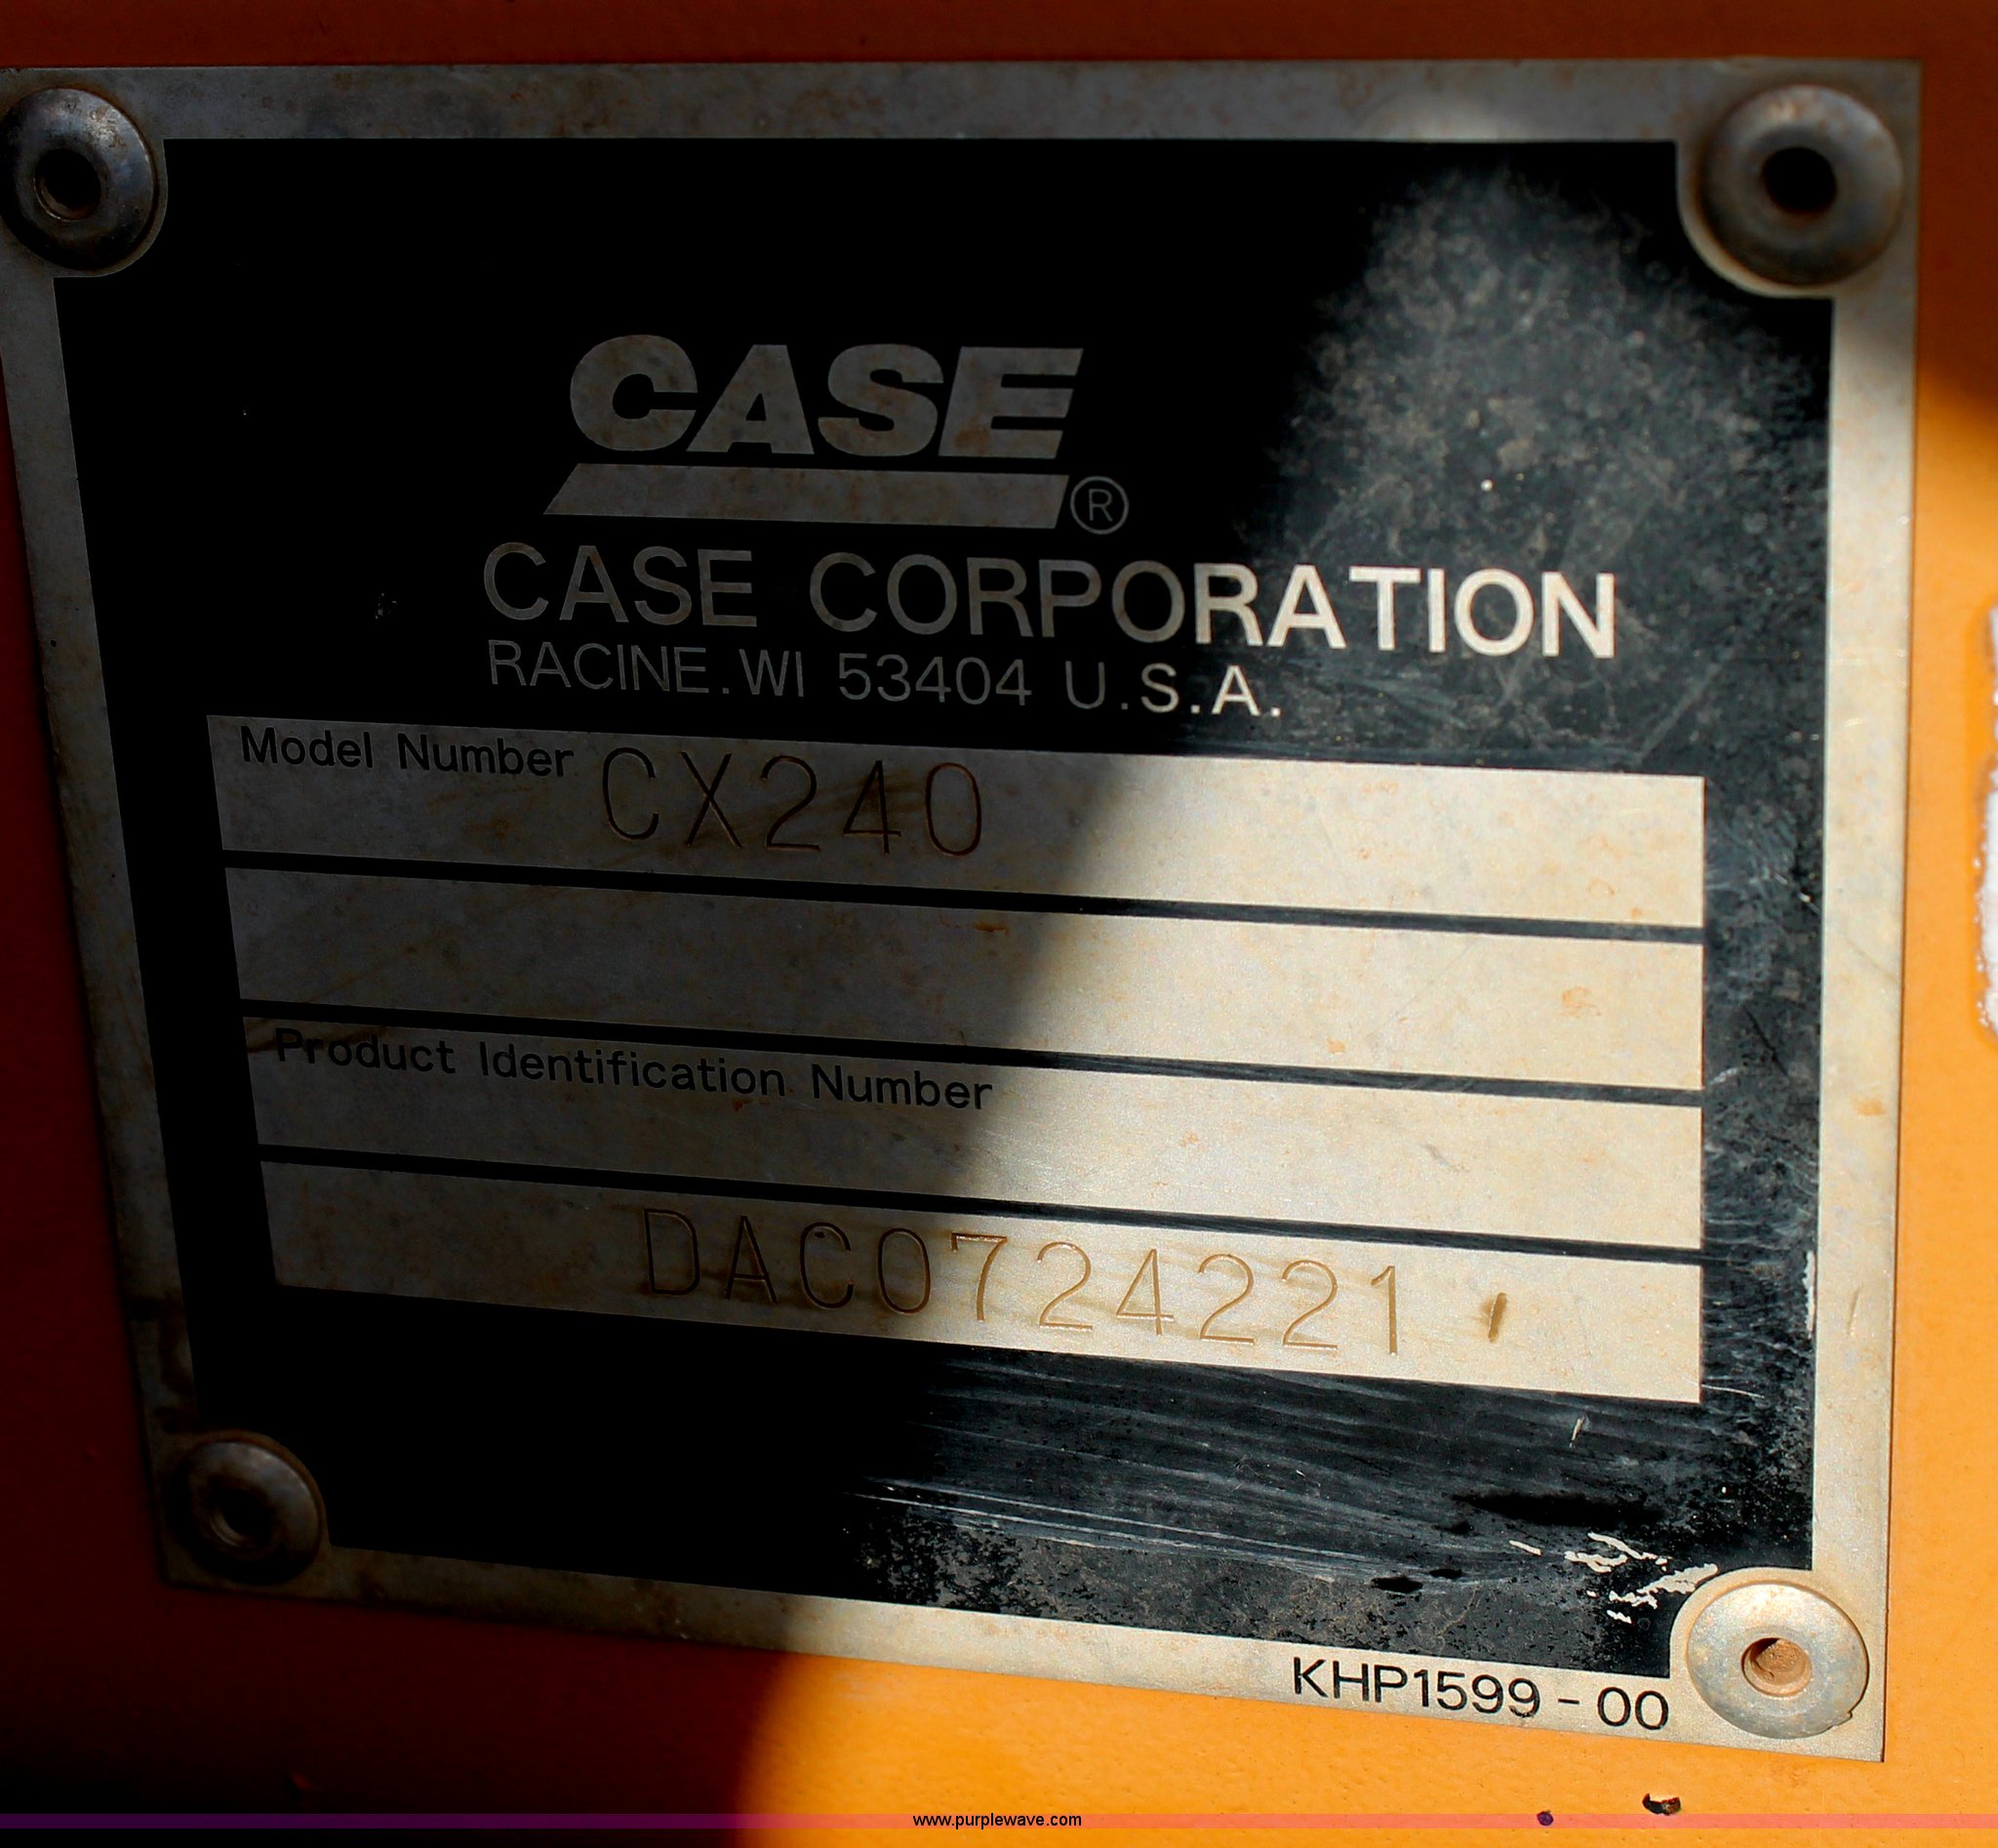 CASE ®
CASE CORPORATION
RACINE.WI 53404 U.S.A.
Model Number CX240
Product Identification Number
DAC0724221
KHP1599-00
www.purplewave.com